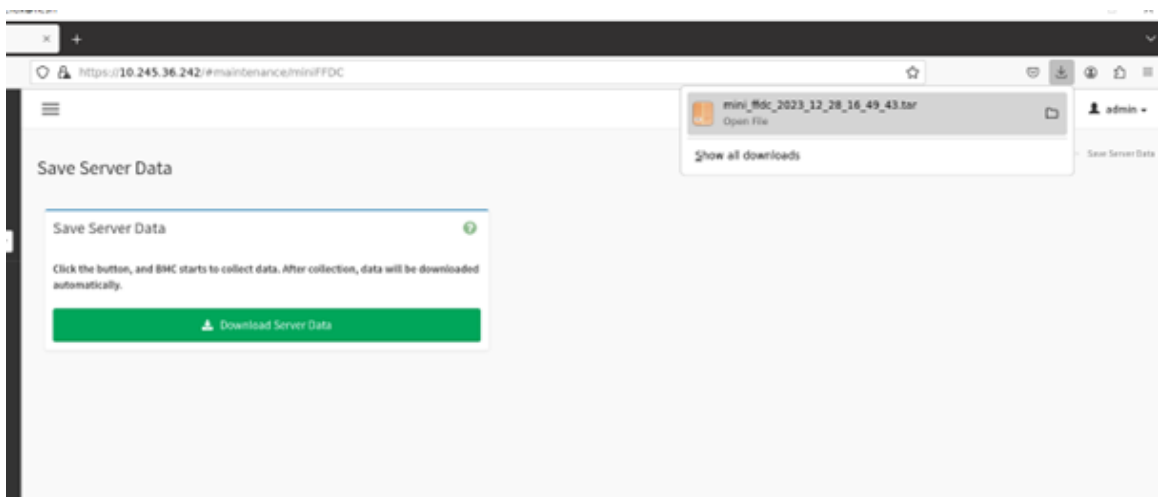 https://10.245.36.242/#maintenance/miniFFDC
mini_ffdc_2023_12_28_16_49_43.tar
Open File
Show all downloads
admin
Save Server Data
Save Server Data
Save Server Data
Click the button, and BMC starts to collect data. After collection, data will be downloaded
automatically.
Download Server Data